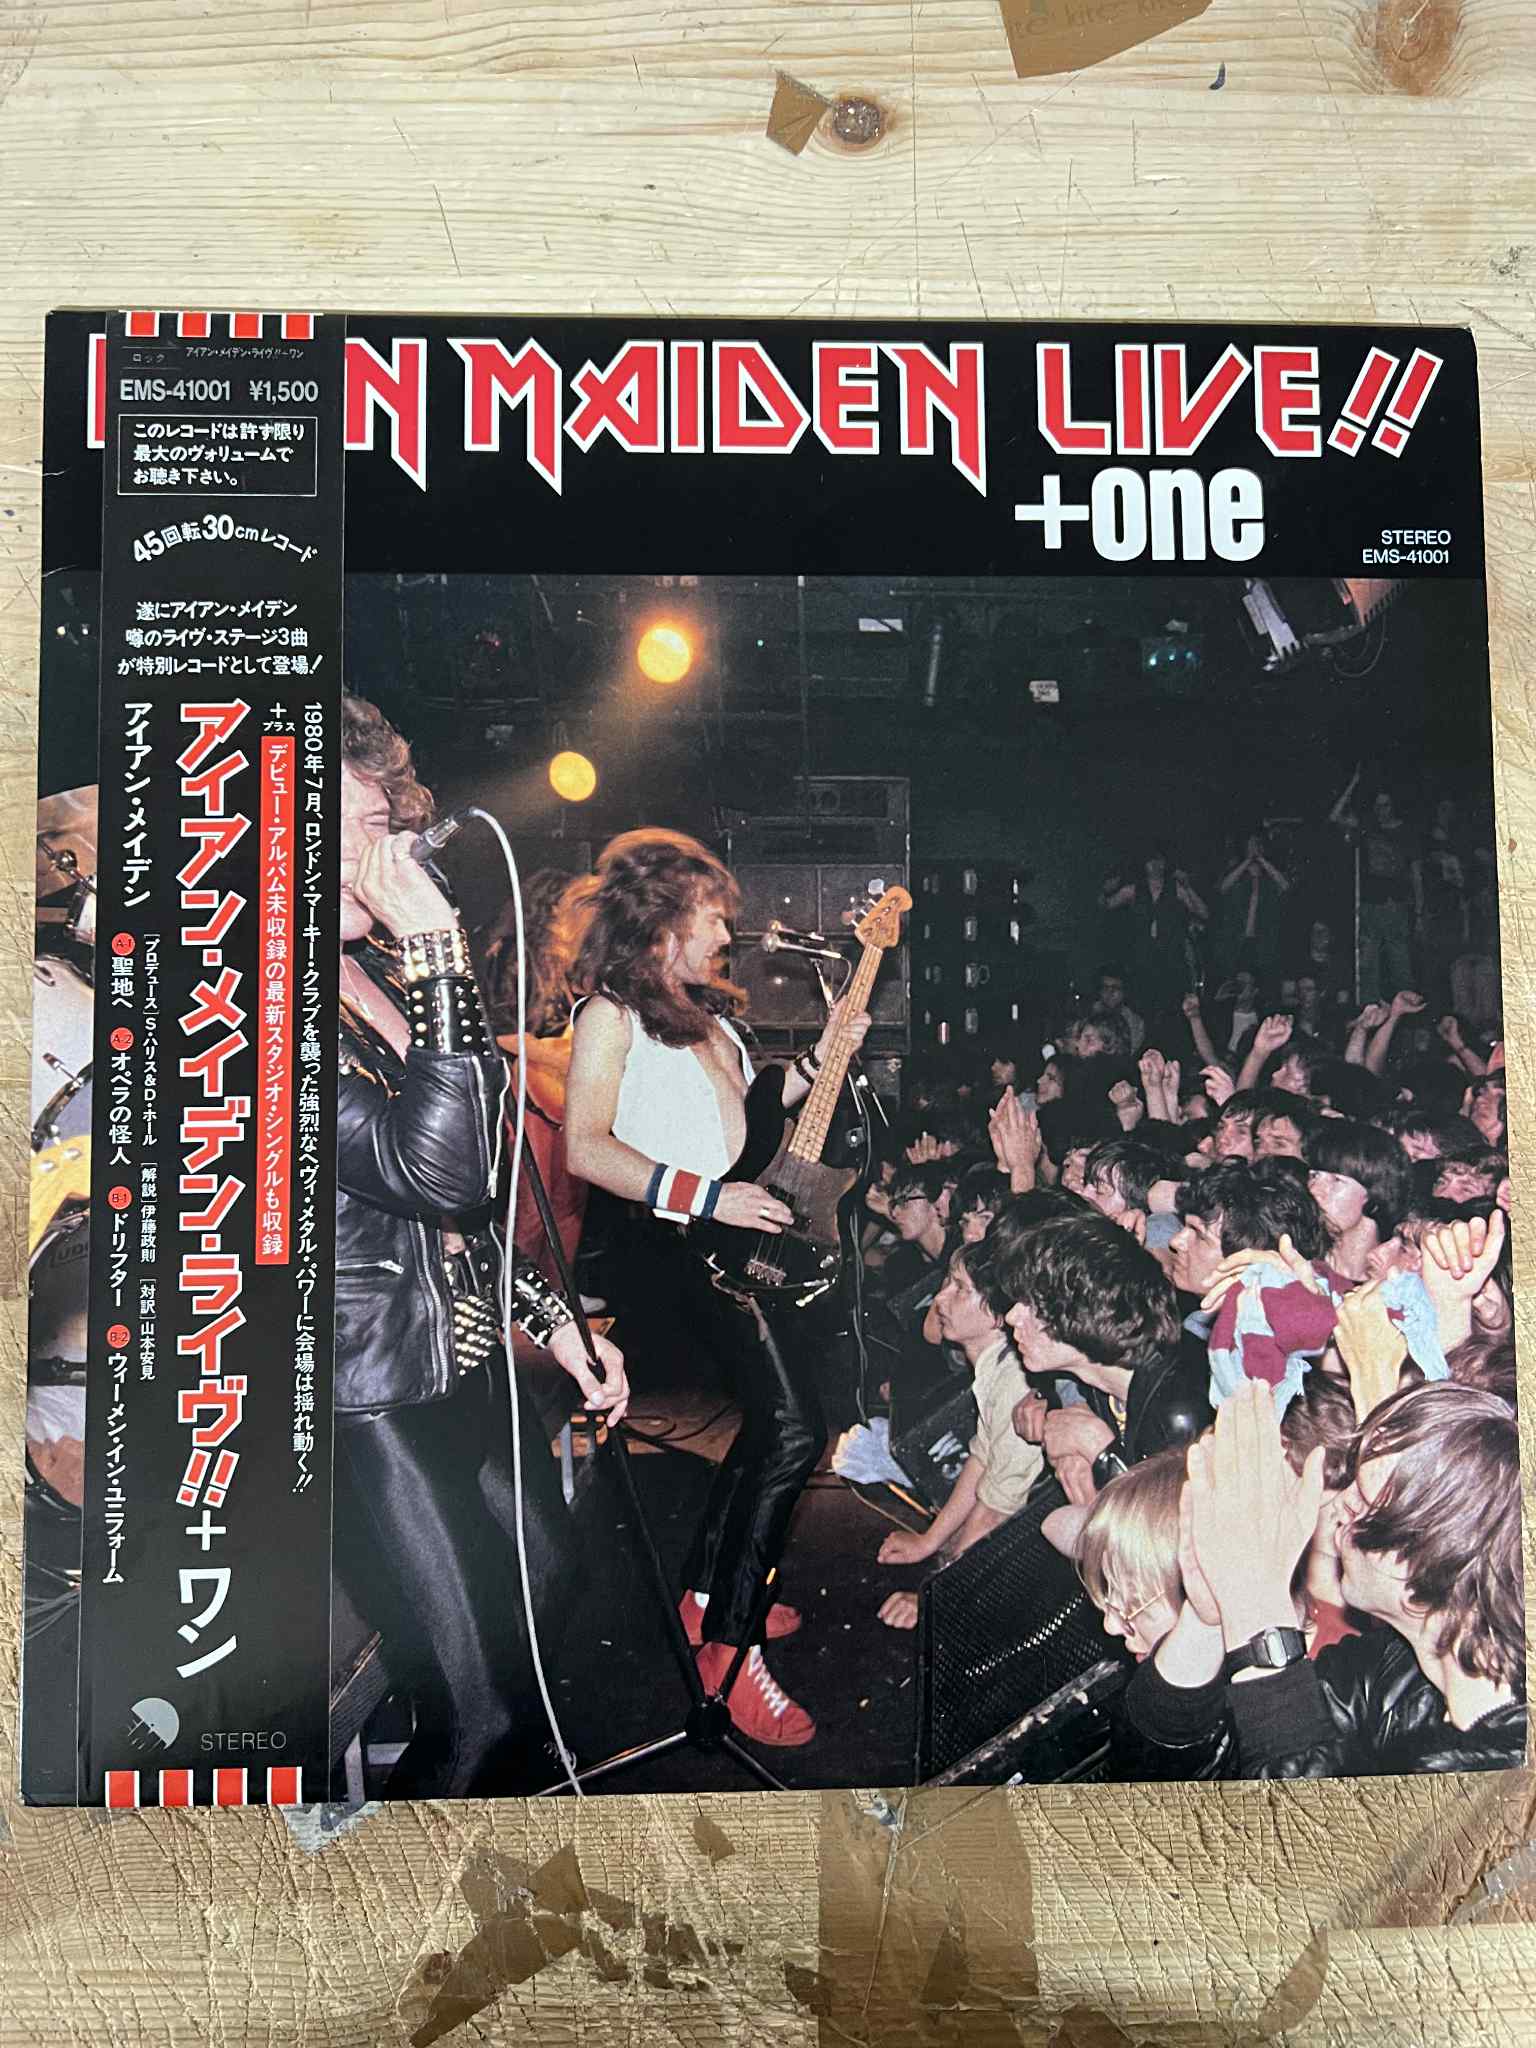 ロック
アイアン・メイデン・ライヴ!!+ワン
EMS-41001 ¥1,500
このレコードは許す限り
最大のヴォリュームで
お聴き下さい。
45回転30cmレコード
遂にアイアン・メイデン
噂のライヴ・ステージ3曲
が特別レコードとして登場!
1980年7月、ロンドン・マーキー・クラブを襲った強烈なヘヴィ・メタル・パワーに会場は揺れ動く!!
+
プラス
デビュー・アルバム未収録の最新スタジオ・シングルも収録
アイアン・メイデン・ライヴ!!+ワン
アイアン・メイデン
[プロデュース]S・ハリス&D・ホール [解説]伊藤政則 [対訳]山本安見
A-1 聖地へ A-2 オペラの怪人 B-1 ドリフター B-2 ウィーメン・イン・ユニフォーム
STEREO
N MAIDEN LIVE!!
+one
STEREO
EMS-41001